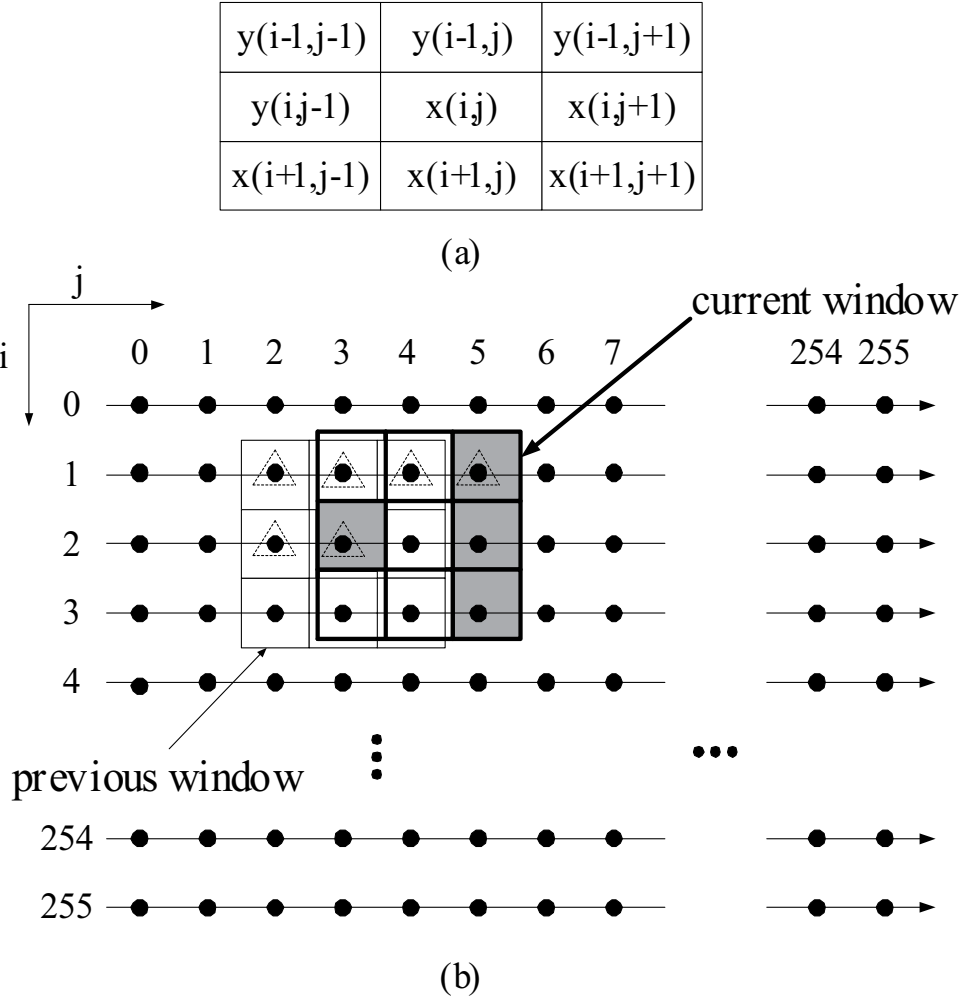 y(i-1,j-1) y(i-1,j) y(i-1,j+1)
y(i,j-1) x(i,j) x(i,j+1)
x(i+1,j-1) x(i+1,j) x(i+1,j+1)
(a)
j
current window
i
0 1 2 3 4 5 6 7 254 255
0
1
2
3
4
previous window
254
255
(b)